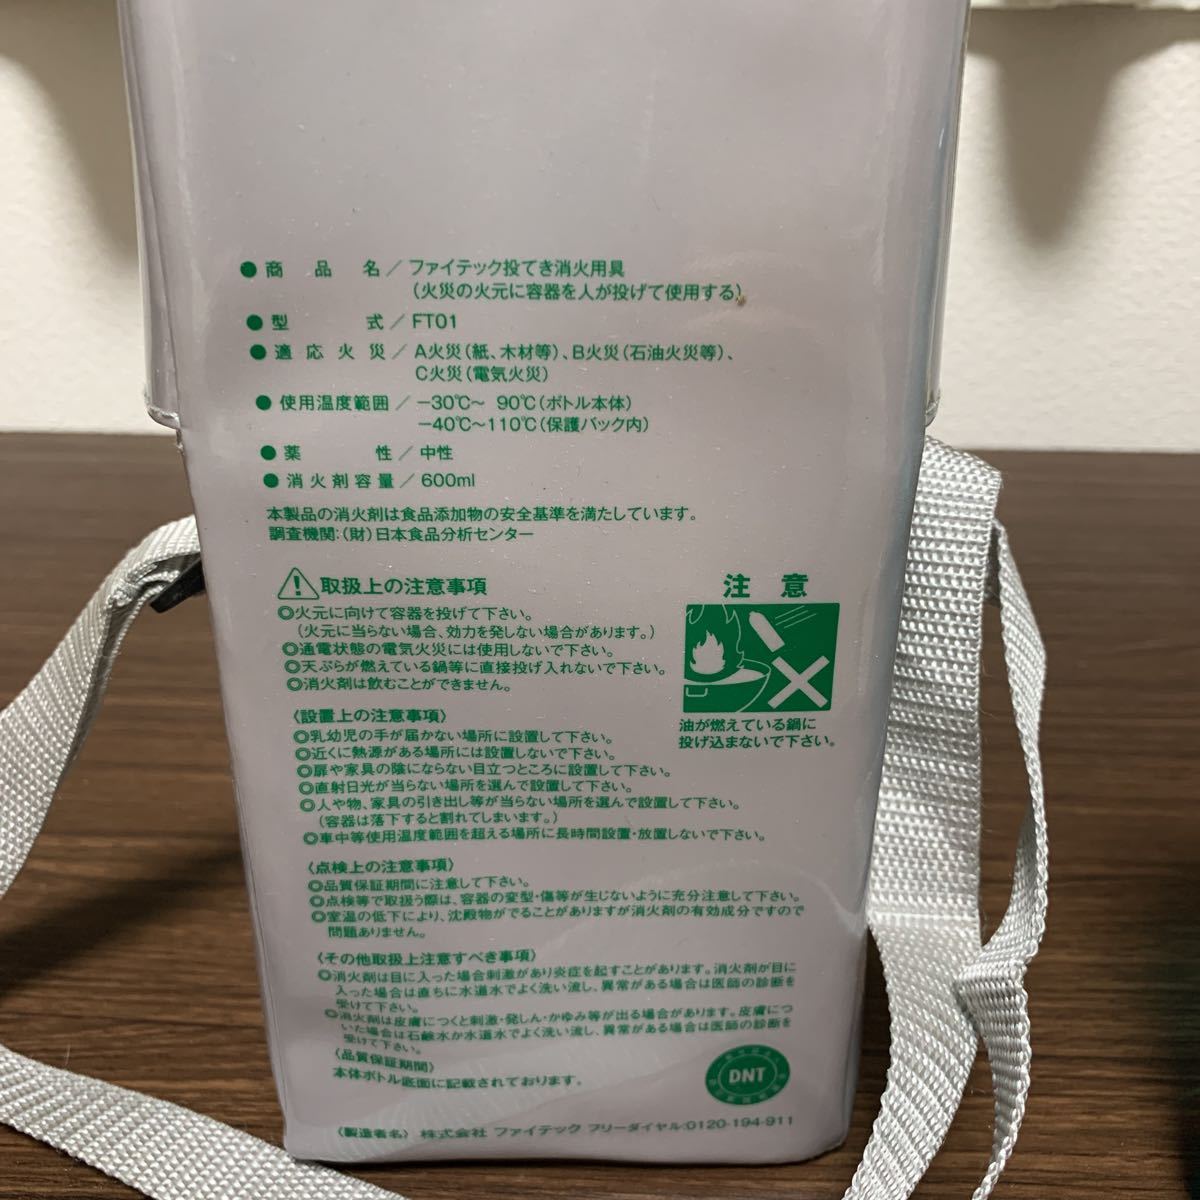 ●商品名／ファイテック投てき消火用具
（火災の火元に容器を人が投げて使用する）
●型式／FT01
●適応火災／A火災（紙、木材等）、B火災（石油火災等）、
C火災（電気火災）
●使用温度範囲／−30℃〜 90℃（ボトル本体）
−40℃〜110℃（保護バック内）
●薬性／中性
●消火剤容量／600ml
本製品の消火剤は食品添加物の安全基準を満たしています。
調査機関：（財）日本食品分析センター
取扱上の注意事項
◎火元に向けて容器を投げて下さい。
（火元に当らない場合、効力を発しない場合があります。）
◎通電状態の電気火災には使用しないで下さい。
◎天ぷらが燃えている鍋等に直接投げ入れないで下さい。
◎消火剤は飲むことができません。
注意
油が燃えている鍋に
投げ込まないで下さい。
〈設置上の注意事項〉
◎乳幼児の手が届かない場所に設置して下さい。
◎近くに熱源がある場所には設置しないで下さい。
◎扉や家具の陰にならない目立つところに設置して下さい。
◎直射日光が当らない場所を選んで設置して下さい。
◎人や物、家具の引き出し等が当らない場所を選んで設置して下さい。
（容器は落下すると割れてしまいます。）
◎車中等使用温度範囲を超える場所に長時間設置・放置しないで下さい。
〈点検上の注意事項〉
◎品質保証期間に注意して下さい。
◎点検等で取扱う際は、容器の変型・傷等が生じないように充分注意して下さい。
◎室温の低下により、沈殿物がでることがありますが消火剤の有効成分ですので
問題ありません。
〈その他取扱上注意すべき事項〉
◎消火剤は目に入った場合刺激があり炎症を起すことがあります。消火剤が目に
入った場合は直ちに水道水でよく洗い流し、異常がある場合は医師の診断を
受けて下さい。
◎消火剤は皮膚につくと刺激・発しん・かゆみ等が出る場合があります。皮膚につ
いた場合は石鹸水か水道水でよく洗い流し、異常がある場合は医師の診断を
受けて下さい。
〈品質保証期間〉
本体ボトル底面に記載されております。
DNT
〈製造者名〉 株式会社 ファイテック フリーダイヤル:0120-194-911